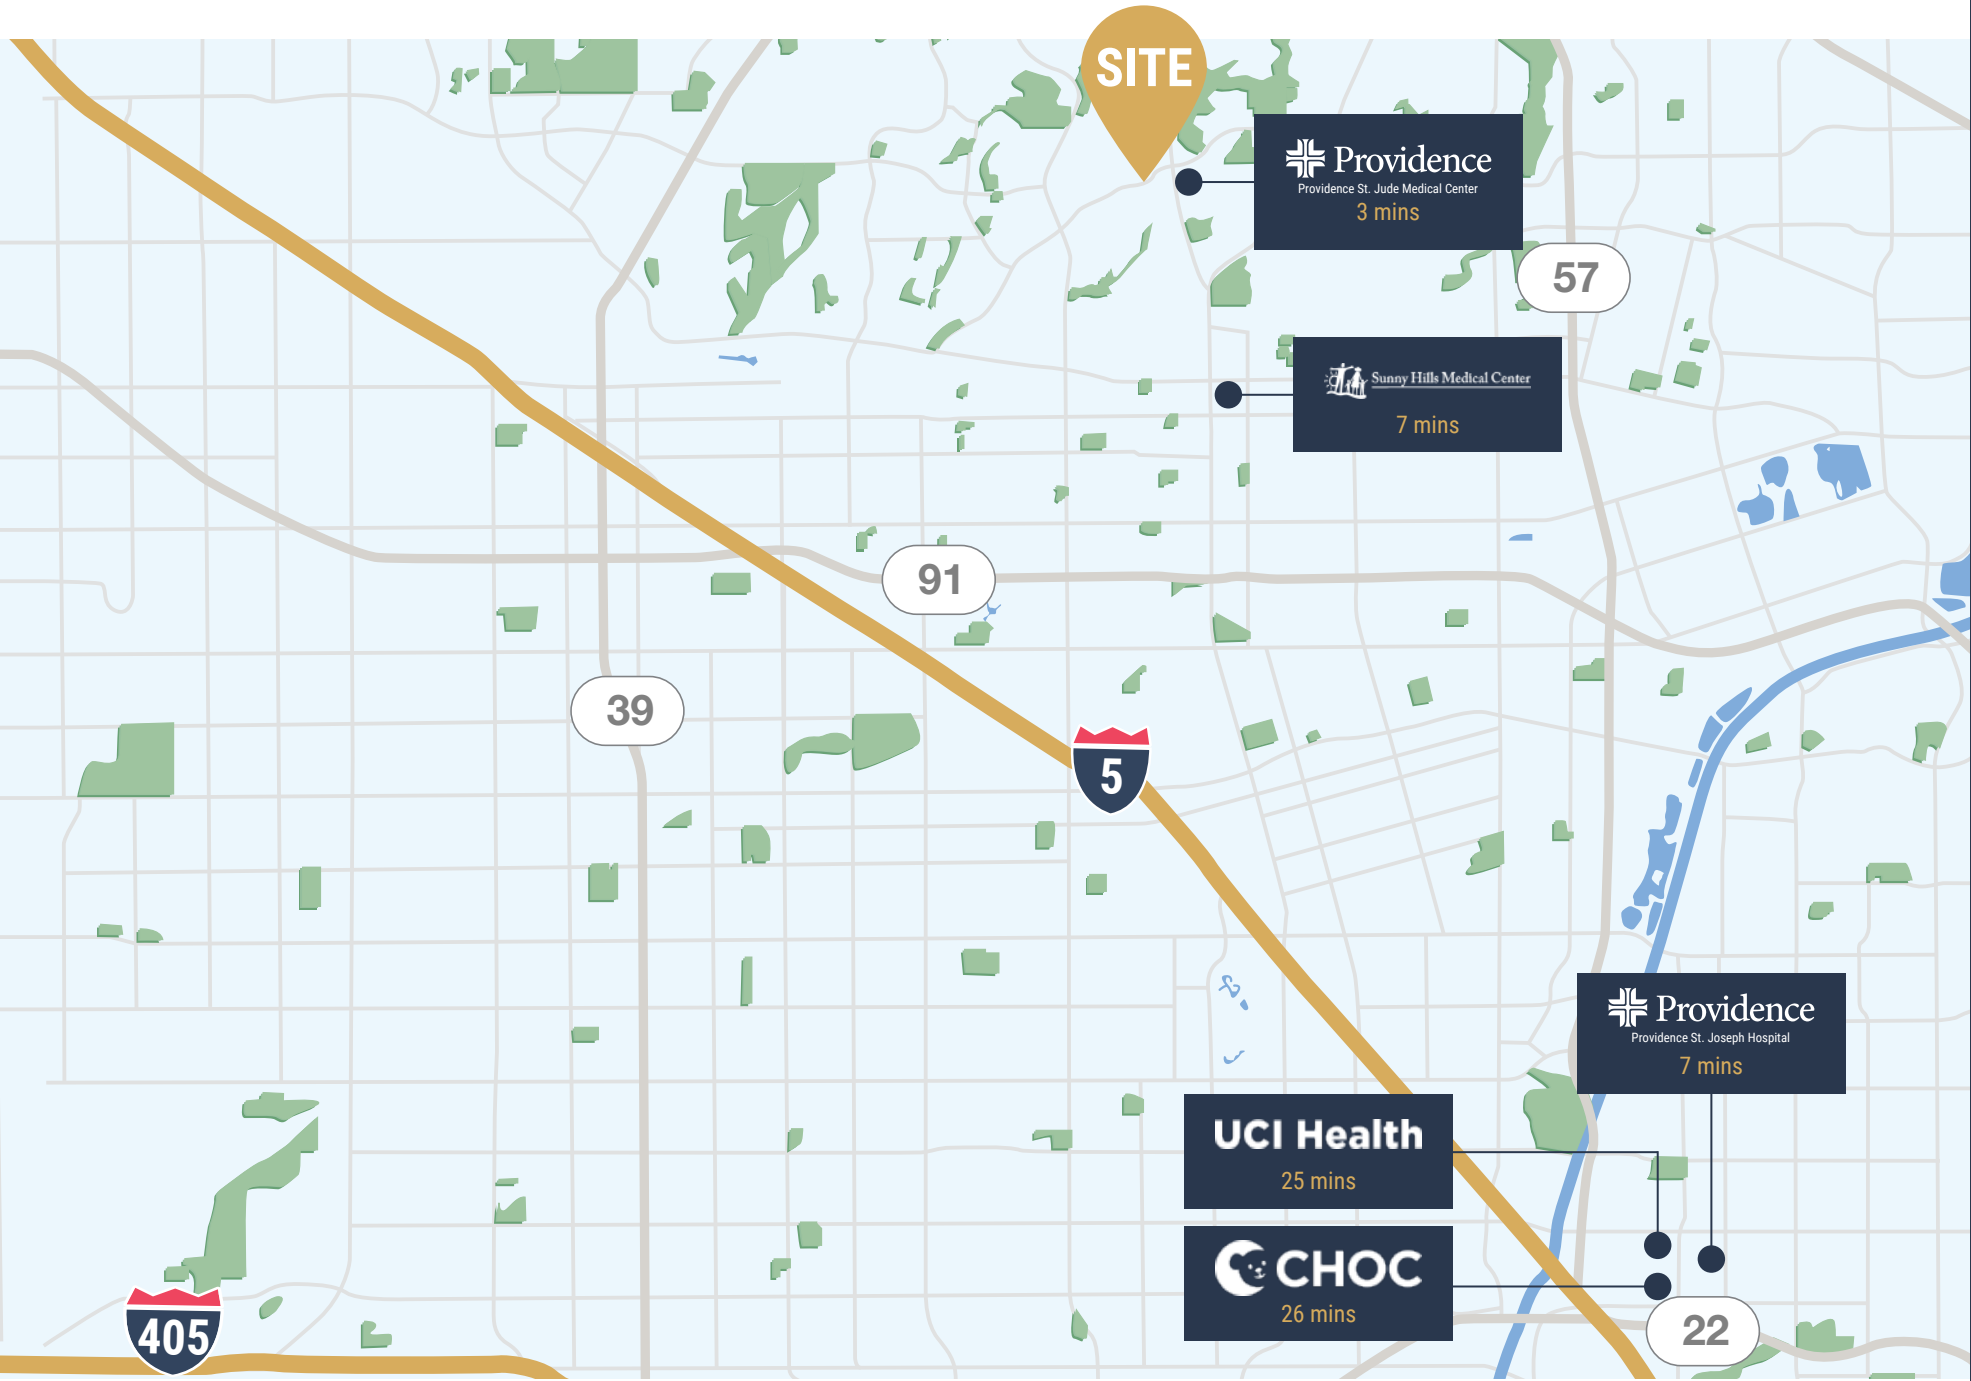 SITE
Providence
Providence St. Jude Medical Center
3 mins
57
Sunny Hills Medical Center
7 mins
91
39
5
Providence
Providence St. Joseph Hospital
7 mins
UCI Health
25 mins
CHOC
26 mins
405
22